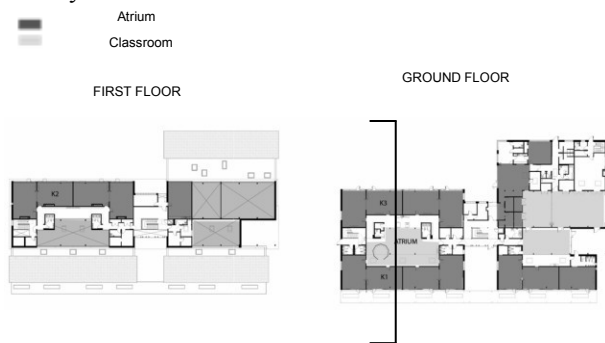 Atrium
Classroom
FIRST FLOOR
GROUND FLOOR
K2
K3
ATRIUM
K1